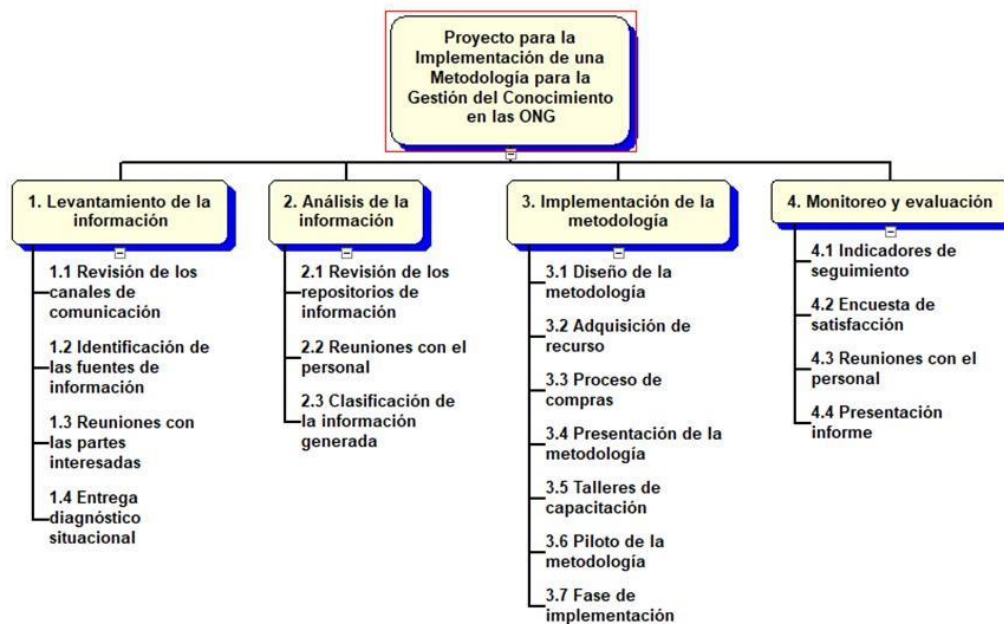 Proyecto para la
Implementación de una
Metodología para la
Gestión del Conocimiento
en las ONG
1. Levantamiento de la
información
1.1 Revisión de los
canales de
comunicación
1.2 Identificación de
las fuentes de
información
1.3 Reuniones con
las partes
interesadas
1.4 Entrega
diagnóstico
situacional
2. Análisis de la
información
2.1 Revisión de los
repositorios de
información
2.2 Reuniones con el
personal
2.3 Clasificación de
la información
generada
3. Implementación de la
metodología
3.1 Diseño de la
metodología
3.2 Adquisición de
recurso
3.3 Proceso de
compras
3.4 Presentación de la
metodología
3.5 Talleres de
capacitación
3.6 Piloto de la
metodología
3.7 Fase de
implementación
4. Monitoreo y evaluación
4.1 Indicadores de
seguimiento
4.2 Encuesta de
satisfacción
4.3 Reuniones con el
personal
4.4 Presentación
informe